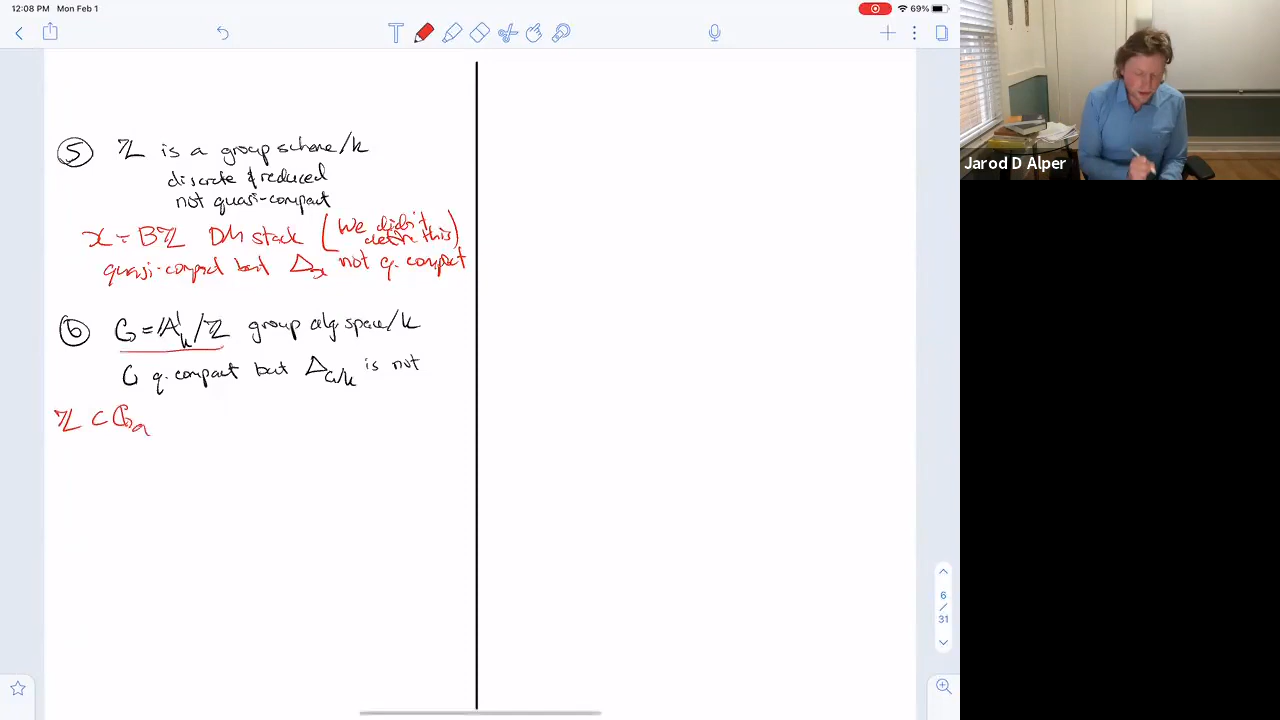 12:08 PM Mon Feb 1
69%
⑤ ℤ is a group scheme/k
discrete & reduced
not quasi-compact
𝒳 = Bℤ DM stack (We didn't define this)
quasi-compact but Δ_𝒳 not q. compact
⑥ G = 𝔸¹_k/ℤ group alg space/k
G q. compact but Δ_{G/k} is not
ℤ ⊂ 𝔾_a
Jarod D Alper
T
6
/
31